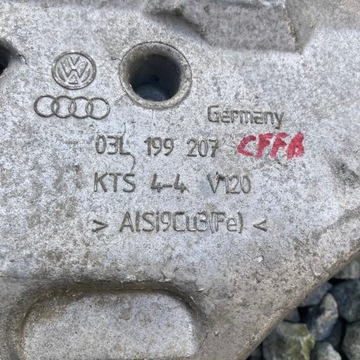 Germany
03L 199 207 CFFB
KTS 4-4 V120
> AlSi9Cu3(Fe) <